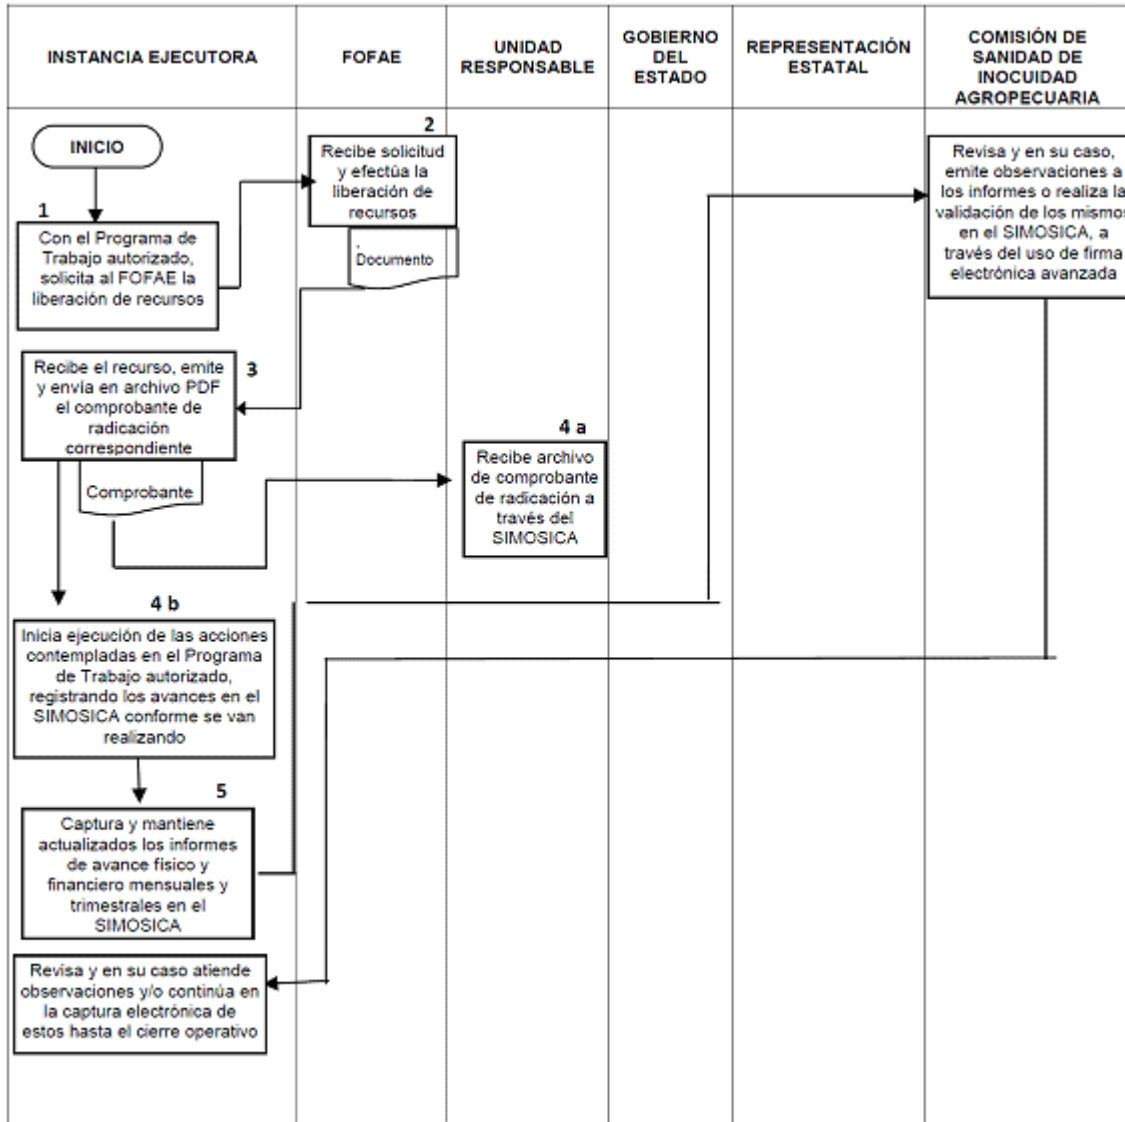 INSTANCIA EJECUTORA
FOFAE
UNIDAD
RESPONSABLE
GOBIERNO
DEL
ESTADO
REPRESENTACIÓN
ESTATAL
COMISIÓN DE
SANIDAD DE
INOCUIDAD
AGROPECUARIA
INICIO
1
Con el Programa de
Trabajo autorizado,
solicita al FOFAE la
liberación de recursos
2
Recibe solicitud
y efectúa la
liberación de
recursos
.
Documento
3
Recibe el recurso, emite
y envía en archivo PDF
el comprobante de
radicación
correspondiente
Comprobante
4 a
Recibe archivo
de comprobante
de radicación a
través del
SIMOSICA
4 b
Inicia ejecución de las acciones
contempladas en el Programa
de Trabajo autorizado,
registrando los avances en el
SIMOSICA conforme se van
realizando
5
Captura y mantiene
actualizados los informes
de avance físico y
financiero mensuales y
trimestrales en el
SIMOSICA
Revisa y en su caso,
emite observaciones a
los informes o realiza la
validación de los mismos
en el SIMOSICA, a
través del uso de firma
electrónica avanzada
Revisa y en su caso atiende
observaciones y/o continúa en
la captura electrónica de
estos hasta el cierre operativo